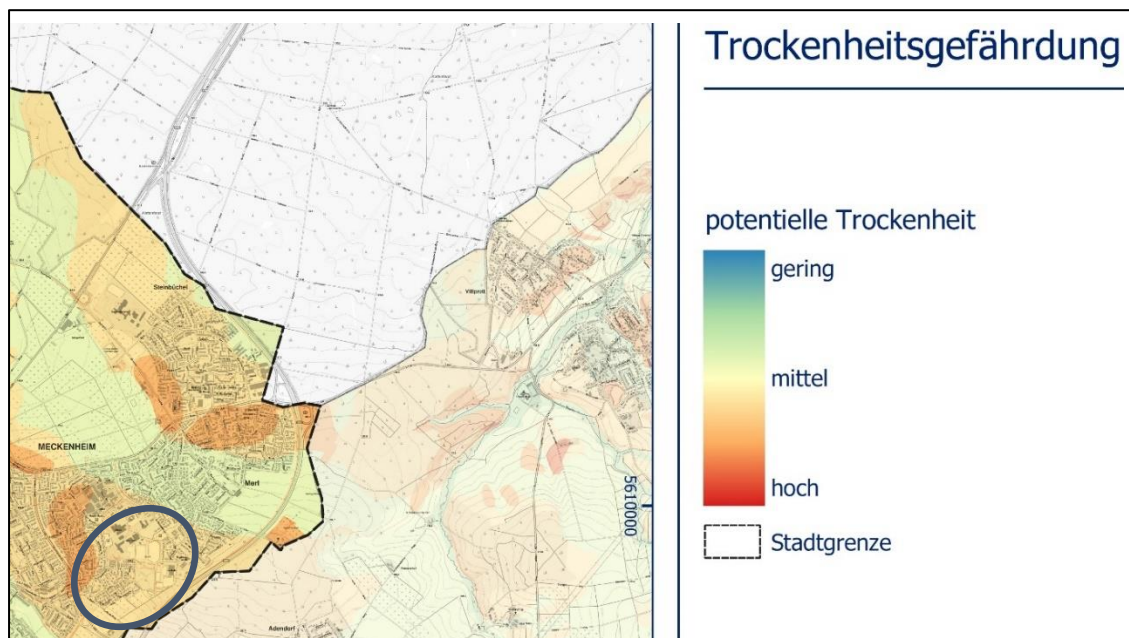 Trockenheitsgefährdung
potentielle Trockenheit
gering
mittel
hoch
Stadtgrenze
Steinbüchel
Villiprott
MECKENHEIM
Merl
5610000
Adendorf